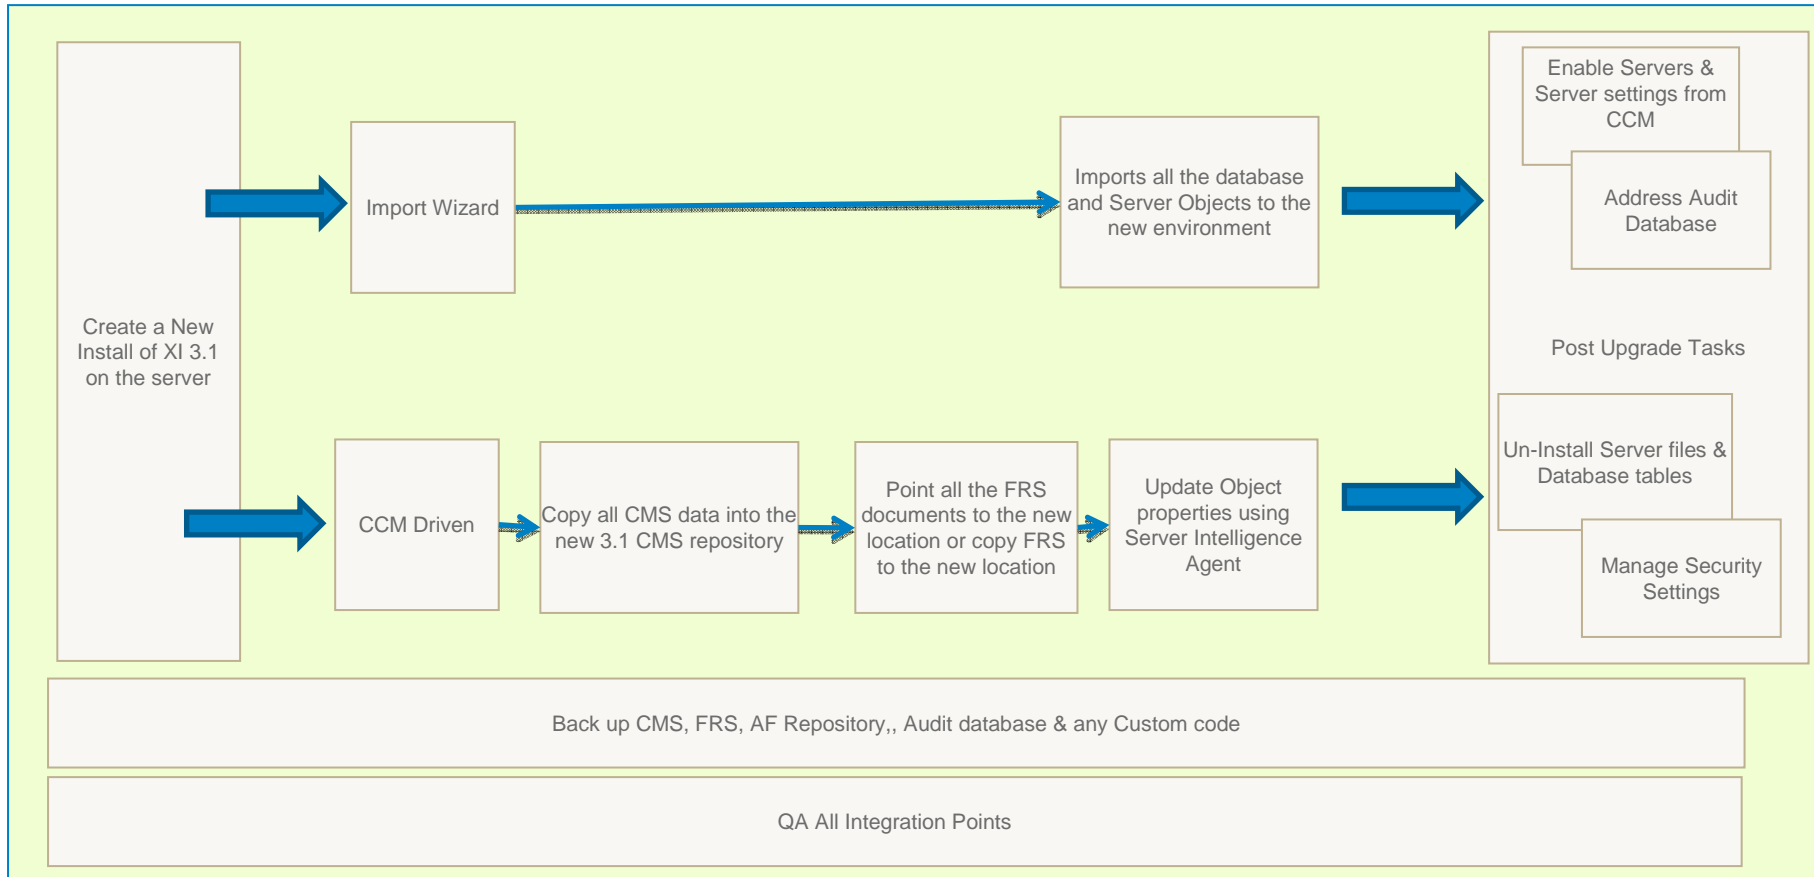 Create a New
Install of XI 3.1
on the server
Import Wizard
Imports all the database
and Server Objects to the
new environment
CCM Driven
Copy all CMS data into the
new 3.1 CMS repository
Point all the FRS
documents to the new
location or copy FRS
to the new location
Update Object
properties using
Server Intelligence
Agent
Enable Servers &
Server settings from
CCM
Address Audit
Database
Post Upgrade Tasks
Un-Install Server files &
Database tables
Manage Security
Settings
Back up CMS, FRS, AF Repository,, Audit database & any Custom code
QA All Integration Points